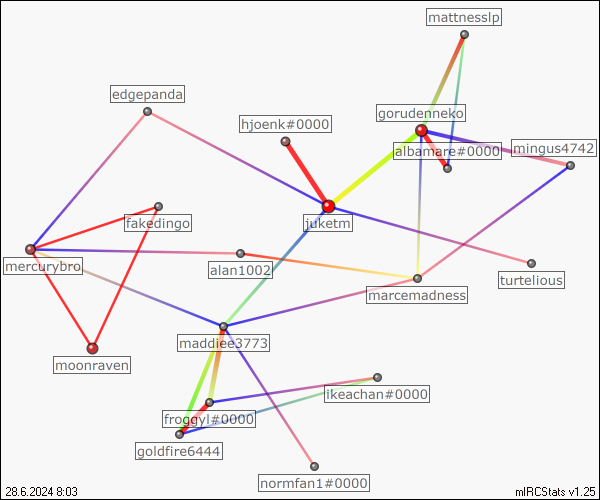 mattnesslp
edgepanda
gorudenneko
hjoenk#0000
albamare#0000
mingus4742
fakedingo
juketm
mercurybro
alan1002
turtelious
marcemadness
maddiee3773
moonraven
ikeachan#0000
froggyl#0000
goldfire6444
normfan1#0000
28.6.2024 8:03
mIRCStats v1.25